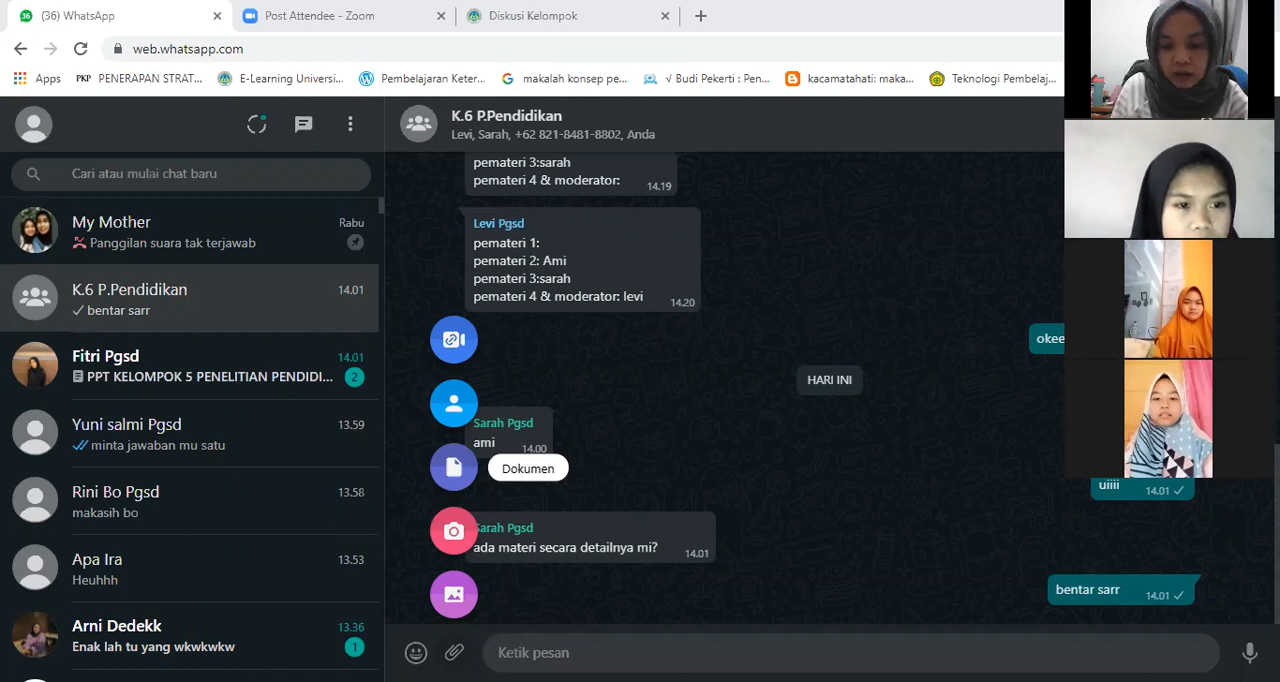 (36) WhatsApp
Post Attendee - Zoom
Diskusi Kelompok
web.whatsapp.com
Apps
PKP PENERAPAN STRAT...
E-Learning Universi...
Pembelajaran Keter...
makalah konsep pe...
√ Budi Pekerti : Pen...
kacamatahati: maka...
Teknologi Pembelaj...
K.6 P.Pendidikan
Levi, Sarah, +62 821-8481-8802, Anda
Cari atau mulai chat baru
My Mother
Rabu
Panggilan suara tak terjawab
K.6 P.Pendidikan
14.01
bentar sarr
Fitri Pgsd
14.01
PPT KELOMPOK 5 PENELITIAN PENDIDI...
2
Yuni salmi Pgsd
13.59
minta jawaban mu satu
Rini Bo Pgsd
13.58
makasih bo
Apa Ira
13.53
Heuhhh
Arni Dedekk
13.36
Enak lah tu yang wkwkwkw
1
pemateri 3:sarah
pemateri 4 & moderator:
14.19
Levi Pgsd
pemateri 1:
pemateri 2: Ami
pemateri 3:sarah
pemateri 4 & moderator: levi
14.20
okee
HARI INI
Sarah Pgsd
ami
14.00
Dokumen
uiiii
14.01
Sarah Pgsd
ada materi secara detailnya mi?
14.01
bentar sarr
14.01
Ketik pesan